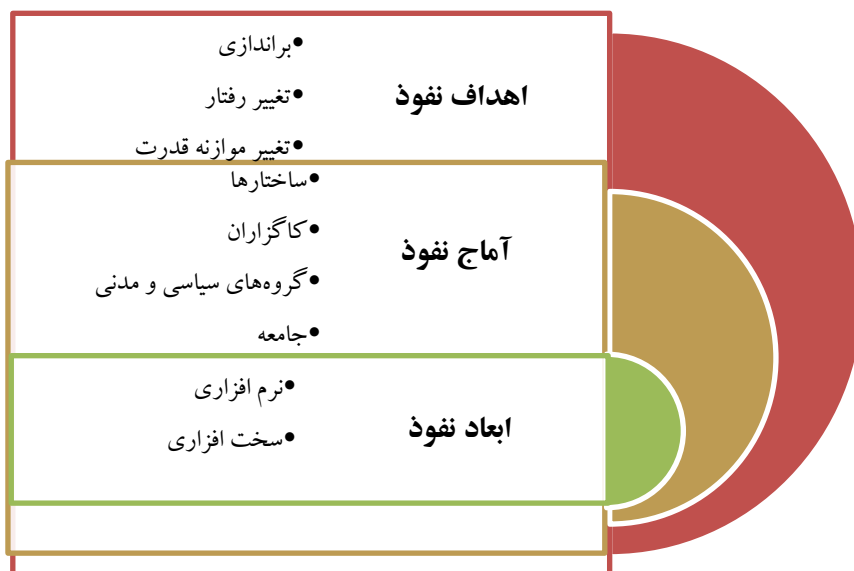 اهداف نفوذ
•براندازی
•تغییر رفتار
•تغییر موازنه قدرت
آماج نفوذ
•ساختارها
•کاگزاران
•گروه‌های سیاسی و مدنی
•جامعه
ابعاد نفوذ
•نرم افزاری
•سخت افزاری